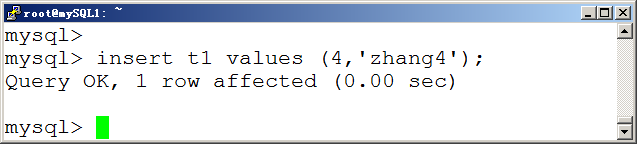 root@mySQL1: ~
mysql>
mysql> insert t1 values (4,'zhang4');
Query OK, 1 row affected (0.00 sec)
mysql>